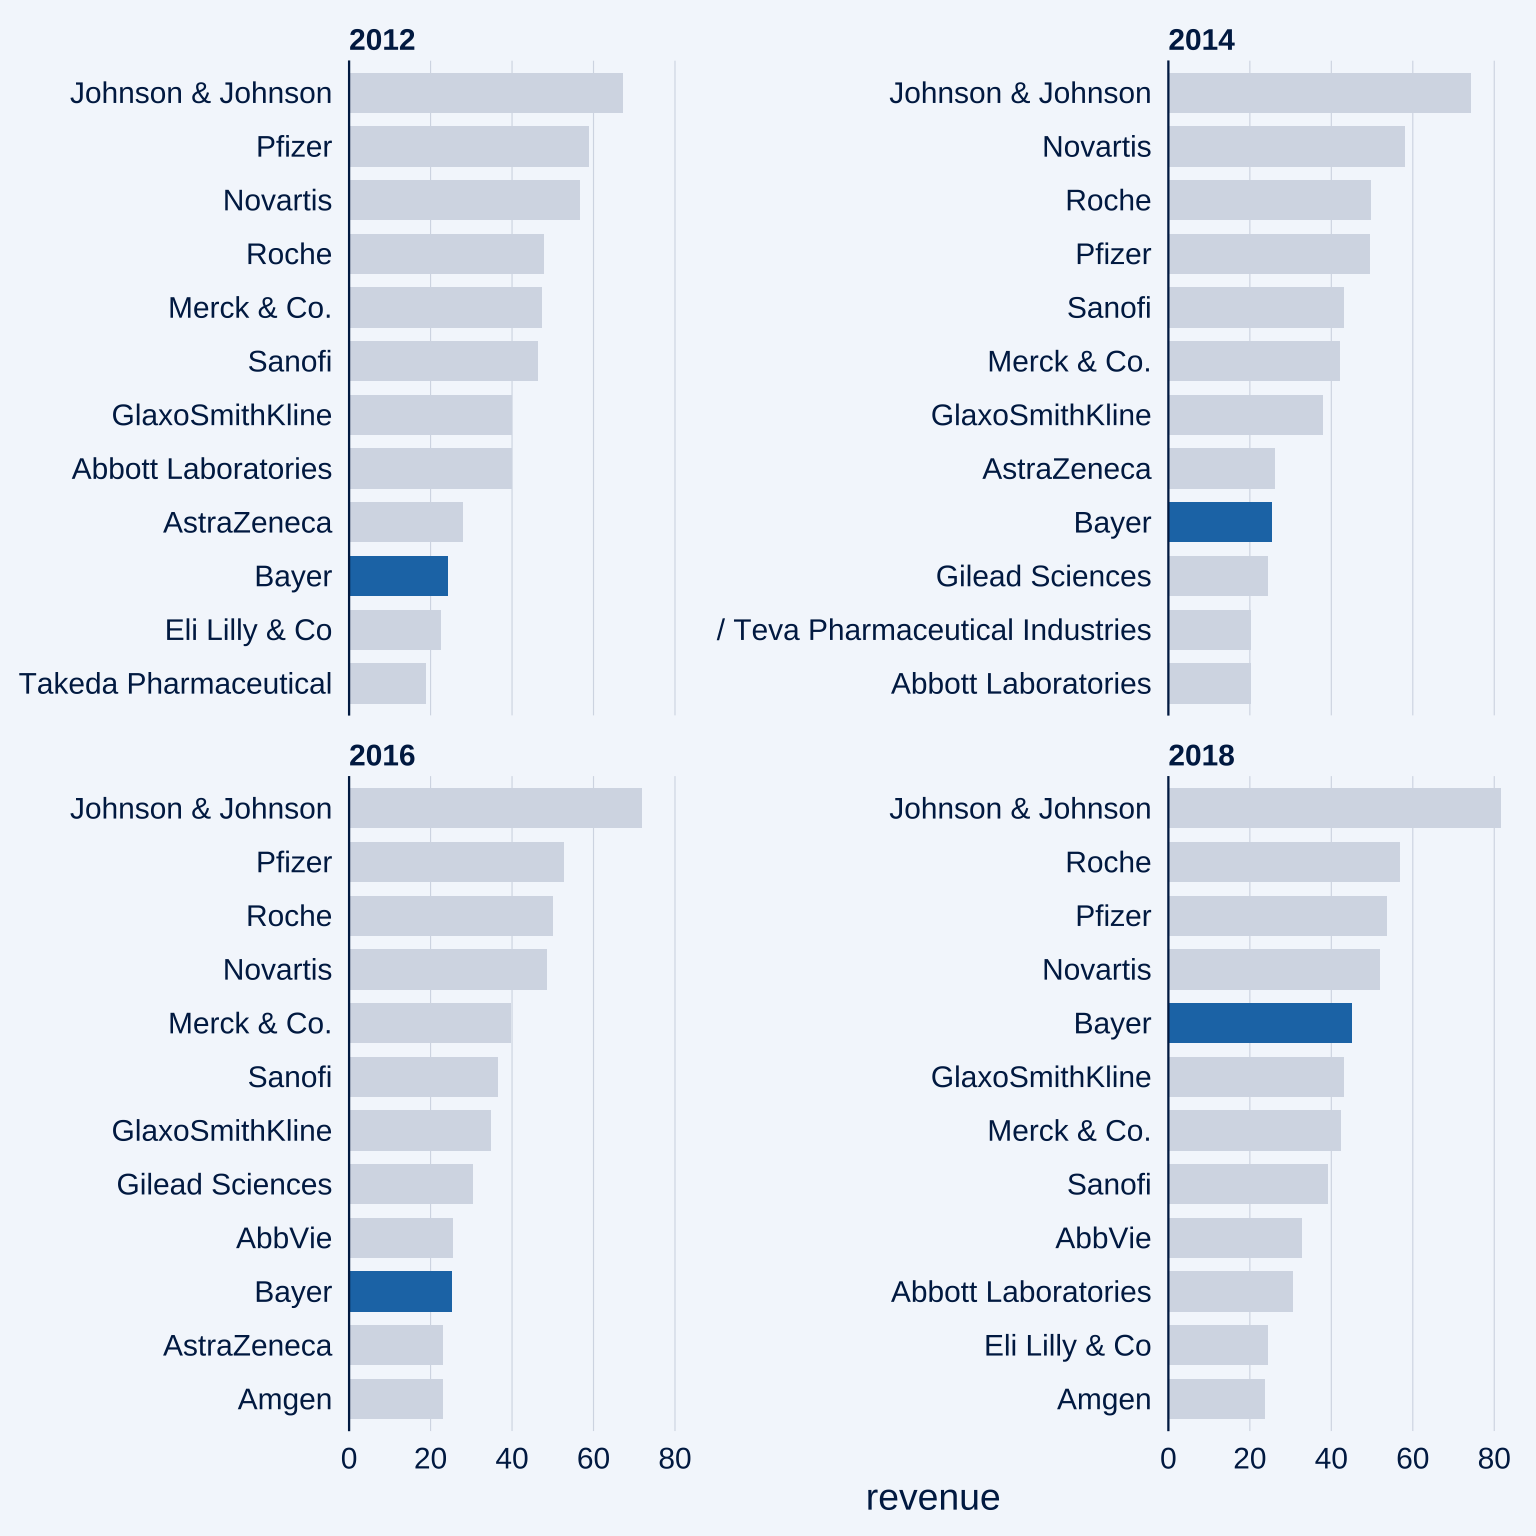 2012
Johnson & Johnson
Pfizer
Novartis
Roche
Merck & Co.
Sanofi
GlaxoSmithKline
Abbott Laboratories
AstraZeneca
Bayer
Eli Lilly & Co
Takeda Pharmaceutical
2014
Johnson & Johnson
Novartis
Roche
Pfizer
Sanofi
Merck & Co.
GlaxoSmithKline
AstraZeneca
Bayer
Gilead Sciences
/ Teva Pharmaceutical Industries
Abbott Laboratories
2016
Johnson & Johnson
Pfizer
Roche
Novartis
Merck & Co.
Sanofi
GlaxoSmithKline
Gilead Sciences
AbbVie
Bayer
AstraZeneca
Amgen
0 20 40 60 80
2018
Johnson & Johnson
Roche
Pfizer
Novartis
Bayer
GlaxoSmithKline
Merck & Co.
Sanofi
AbbVie
Abbott Laboratories
Eli Lilly & Co
Amgen
0 20 40 60 80
revenue